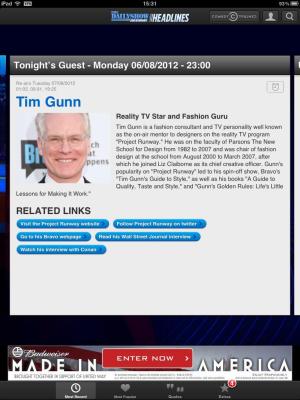 iPad
15:31
93%
THE DAILY SHOW HEADLINES
COMEDY CENTRAL
Tonight's Guest - Monday 06/08/2012 - 23:00
Re-airs Tuesday 07/08/2012
01:00, 08:01, 19:25
Tim Gunn
Reality TV Star and Fashion Guru
Tim Gunn is a fashion consultant and TV personality well known
as the on-air mentor to designers on the reality program
"Project Runway." He was on the faculty of Parsons The New
School for Design from 1982 to 2007 and was chair of fashion
design at the school from August 2000 to March 2007, after
which he joined Liz Claiborne as its chief creative officer. Gunn's
popularity on "Project Runway" led to his spin-off show, Bravo's
"Tim Gunn's Guide to Style," as well as his books "A Guide to
Quality, Taste and Style," and "Gunn's Golden Rules: Life's Little
Lessons for Making It Work."
RELATED LINKS
Visit the Project Runway website
Follow Project Runway on twitter
Go to his Bravo webpage
Read his Wall Street Journal interview
Watch his interview with Conan
Budweiser
MADE IN AMERICA
ENTER NOW
BROUGHT TOGETHER IN SUPPORT OF UNITED WAY
Most Recent
Most Popular
Quotes
Extras
4